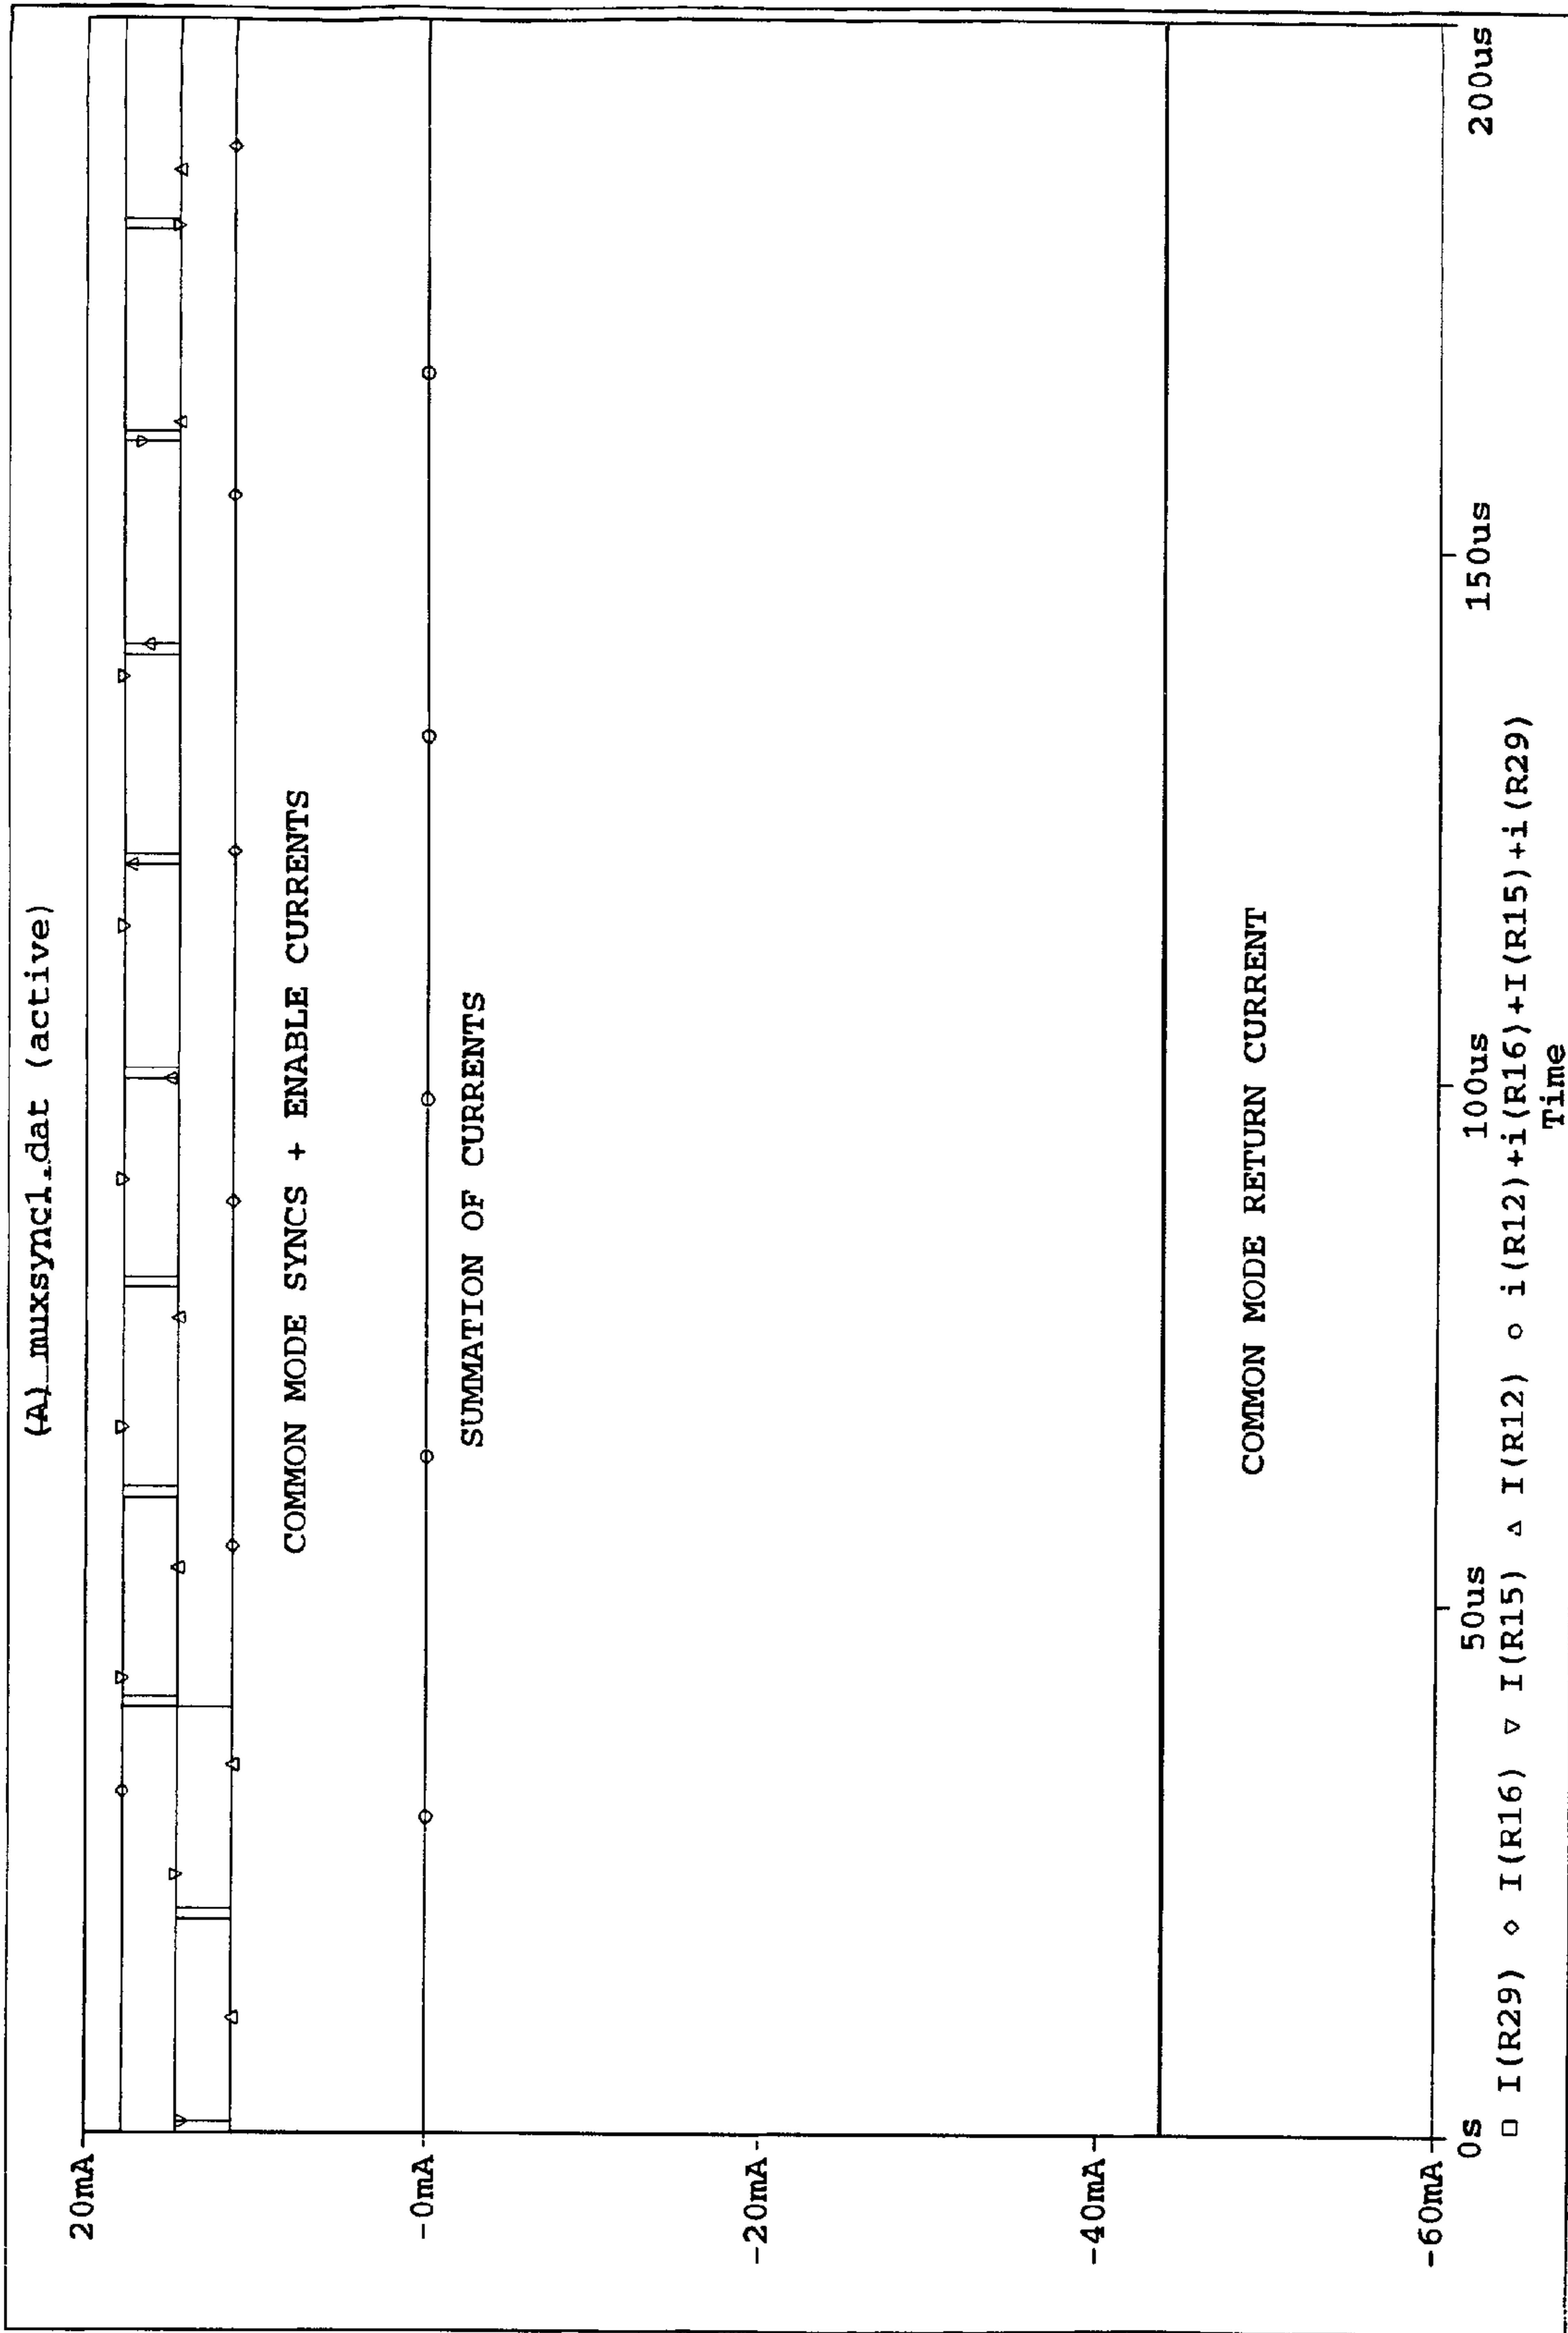 (A) muxsync1.dat (active)
20mA
COMMON MODE SYNCS + ENABLE CURRENTS
-0mA
SUMMATION OF CURRENTS
-20mA
-40mA
COMMON MODE RETURN CURRENT
-60mA
0s 50us 100us 150us 200us
□ I(R29) ◇ I(R16) ▽ I(R15) △ I(R12) ○ i(R12)+i(R16)+I(R15)+i(R29)
Time